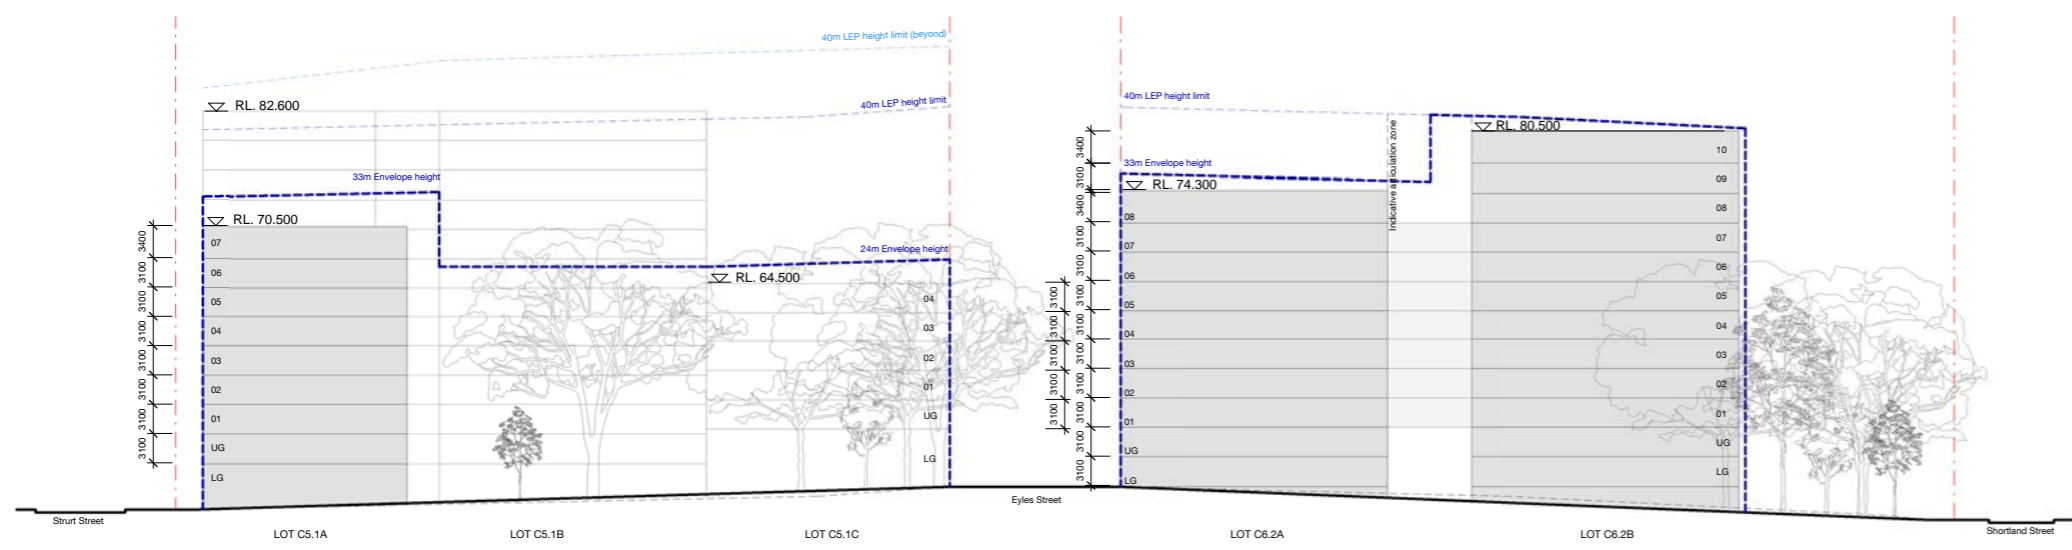 40m LEP height limit (beyond)
RL. 82.600
40m LEP height limit
33m Envelope height
RL. 70.500
24m Envelope height
RL. 64.500
3400
3100
3100
3100
3100
3100
3100
3100
07
06
05
04
03
02
01
UG
LG
04
03
02
01
UG
LG
40m LEP height limit
33m Envelope height
RL. 74.300
Indicative articulation zone
RL. 80.500
3100
3100
3100
3100
3100
3400
3100
3400
3100
3100
3100
3100
3100
3100
3100
3100
3100
08
07
06
05
04
03
02
01
UG
LG
10
09
08
07
06
05
04
03
02
01
UG
LG
Strurt Street
Eyles Street
Shortland Street
LOT C5.1A
LOT C5.1B
LOT C5.1C
LOT C6.2A
LOT C6.2B